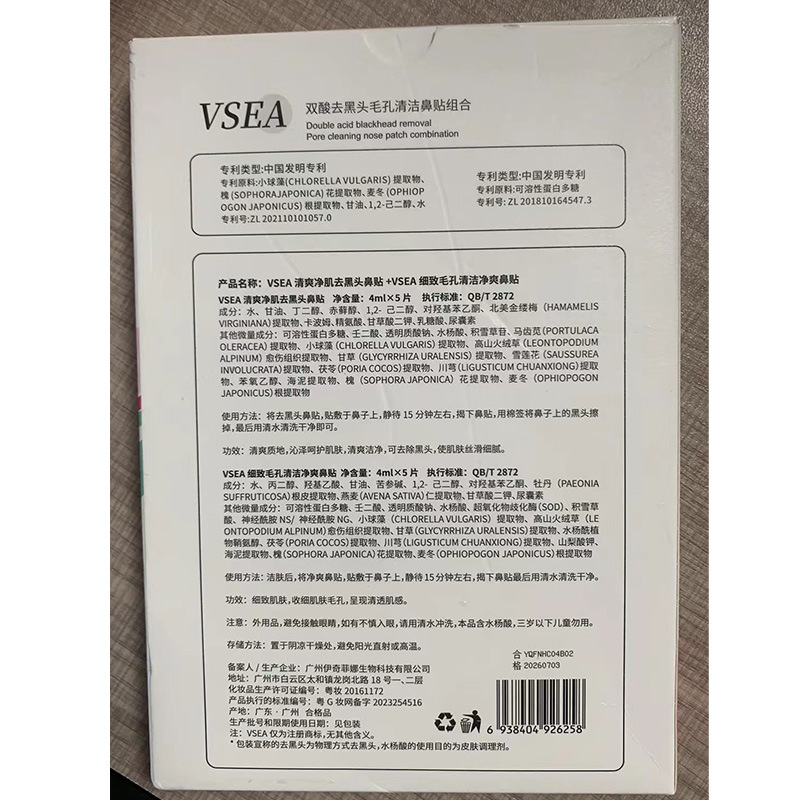 VSEA
双酸去黑头毛孔清洁鼻贴组合
Double acid blackhead removal
Pore cleaning nose patch combination
专利类型:中国发明专利
专利原料:小球藻(CHLORELLA VULGARIS) 提取物、
槐(SOPHORAJAPONICA) 花提取物、麦冬(OPHIOP
OGON JAPONICUS) 根提取物、甘油、1,2-己二醇、水
专利号:ZL 202110101057.0
专利类型:中国发明专利
专利原料:可溶性蛋白多糖
专利号:ZL 201810164547.3
产品名称：VSEA 清爽净肌去黑头鼻贴 +VSEA 细致毛孔清洁净爽鼻贴
VSEA 清爽净肌去黑头鼻贴 净含量：4ml×5 片 执行标准：QB/T 2872
成分：水、甘油、丁二醇、赤藓醇、1,2- 己二醇、对羟基苯乙酮、北美金缕梅（HAMAMELIS
VIRGINIANA）提取物、卡波姆、精氨酸、甘草酸二钾、乳糖酸、尿囊素
其他微量成分：可溶性蛋白多糖、壬二酸、透明质酸钠、水杨酸、积雪草苷、马齿苋（PORTULACA
OLERACEA）提取物、小球藻（CHLORELLA VULGARIS）提取物、高山火绒草（LEONTOPODIUM
ALPINUM）愈伤组织提取物、甘草（GLYCYRRHIZA URALENSIS）提取物、雪莲花（SAUSSUREA
INVOLUCRATA）提取物、茯苓（PORIA COCOS）提取物、川芎（LIGUSTICUM CHUANXIONG）提取
物、苯氧乙醇、海泥提取物、槐（SOPHORA JAPONICA）花提取物、麦冬（OPHIOPOGON
JAPONICUS）根提取物
使用方法：将去黑头鼻贴，贴敷于鼻子上，静待 15 分钟左右，揭下鼻贴，用棉签将鼻子上的黑头擦
掉，最后用清水清洗干净即可。
功效：清爽质地，沁泽呵护肌肤，清爽洁净，可去除黑头，使肌肤丝滑细腻。
VSEA 细致毛孔清洁净爽鼻贴 净含量：4ml×5 片 执行标准：QB/T 2872
成分：水、丙二醇、羟基乙酸、甘油、苦参碱、1,2- 己二醇、对羟基苯乙酮、牡丹（PAEONIA
SUFFRUTICOSA）根皮提取物、燕麦(AVENA SATIVA)仁提取物、甘草酸二钾、尿囊素
其他微量成分：可溶性蛋白多糖、壬二酸、透明质酸钠、水杨酸、超氧化物歧化酶(SOD)、积雪草
酸、神经酰胺 NS/ 神经酰胺 NG、小球藻（CHLORELLA VULGARIS）提取物、高山火绒草（LE
ONTOPODIUM ALPINUM）愈伤组织提取物、甘草(GLYCYRRHIZA URALENSIS)提取物、水杨酰植
物鞘氨醇、茯苓(PORIA COCOS)提取物、川芎(LIGUSTICUM CHUANXIONG)提取物、山梨酸钾、
海泥提取物、槐(SOPHORA JAPONICA)花提取物、麦冬(OPHIOPOGON JAPONICUS)根提取物
使用方法：洁肤后，将净爽鼻贴，贴敷于鼻子上，静待 15 分钟左右，揭下鼻贴最后用清水清洗干净。
功效：细致肌肤，收细肌肤毛孔，呈现清透肌感。
注意：外用品，避免接触眼睛，如有不慎入眼，请用清水冲洗，本品含水杨酸，三岁以下儿童勿用。
存储方法：置于阴凉干燥处，避免阳光直射或高温。
备案人 / 生产企业：广州伊奇菲娜生物科技有限公司
地址：广州市白云区太和镇龙岗北路 18 号一、二层
化妆品生产许可证编号：粤妆 20161172
产品执行的标准编号：粤 G 妆网备字 2023254516
产地：广东 · 广州 合格品
生产批号和限期使用日期：见包装
注：VSEA 仅为注册商标，无其他含义。
* 包装宣称的去黑头为物理方式去黑头，水杨酸的使用目的为皮肤调理剂。
合 YQFNHC04B02
格 20260703
6 938404 926258